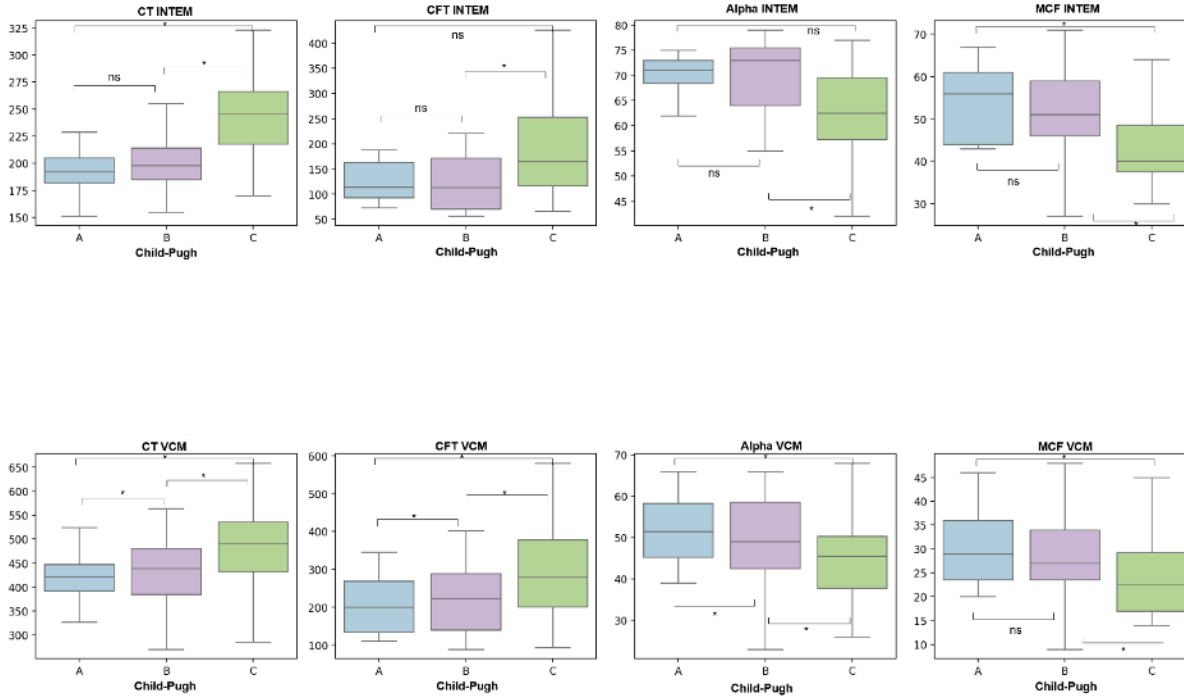 CT INTEM
325
300
275
250
225
200
175
150
*
ns
*
A
B
C
Child-Pugh
CFT INTEM
400
350
300
250
200
150
100
50
ns
*
ns
A
B
C
Child-Pugh
Alpha INTEM
80
75
70
65
60
55
50
45
ns
ns
*
A
B
C
Child-Pugh
MCF INTEM
70
60
50
40
30
*
ns
*
A
B
C
Child-Pugh
CT VCM
650
600
550
500
450
400
350
300
*
*
*
A
B
C
Child-Pugh
CFT VCM
600
500
400
300
200
100
*
*
*
A
B
C
Child-Pugh
Alpha VCM
70
60
50
40
30
*
*
*
A
B
C
Child-Pugh
MCF VCM
45
40
35
30
25
20
15
10
*
ns
*
A
B
C
Child-Pugh